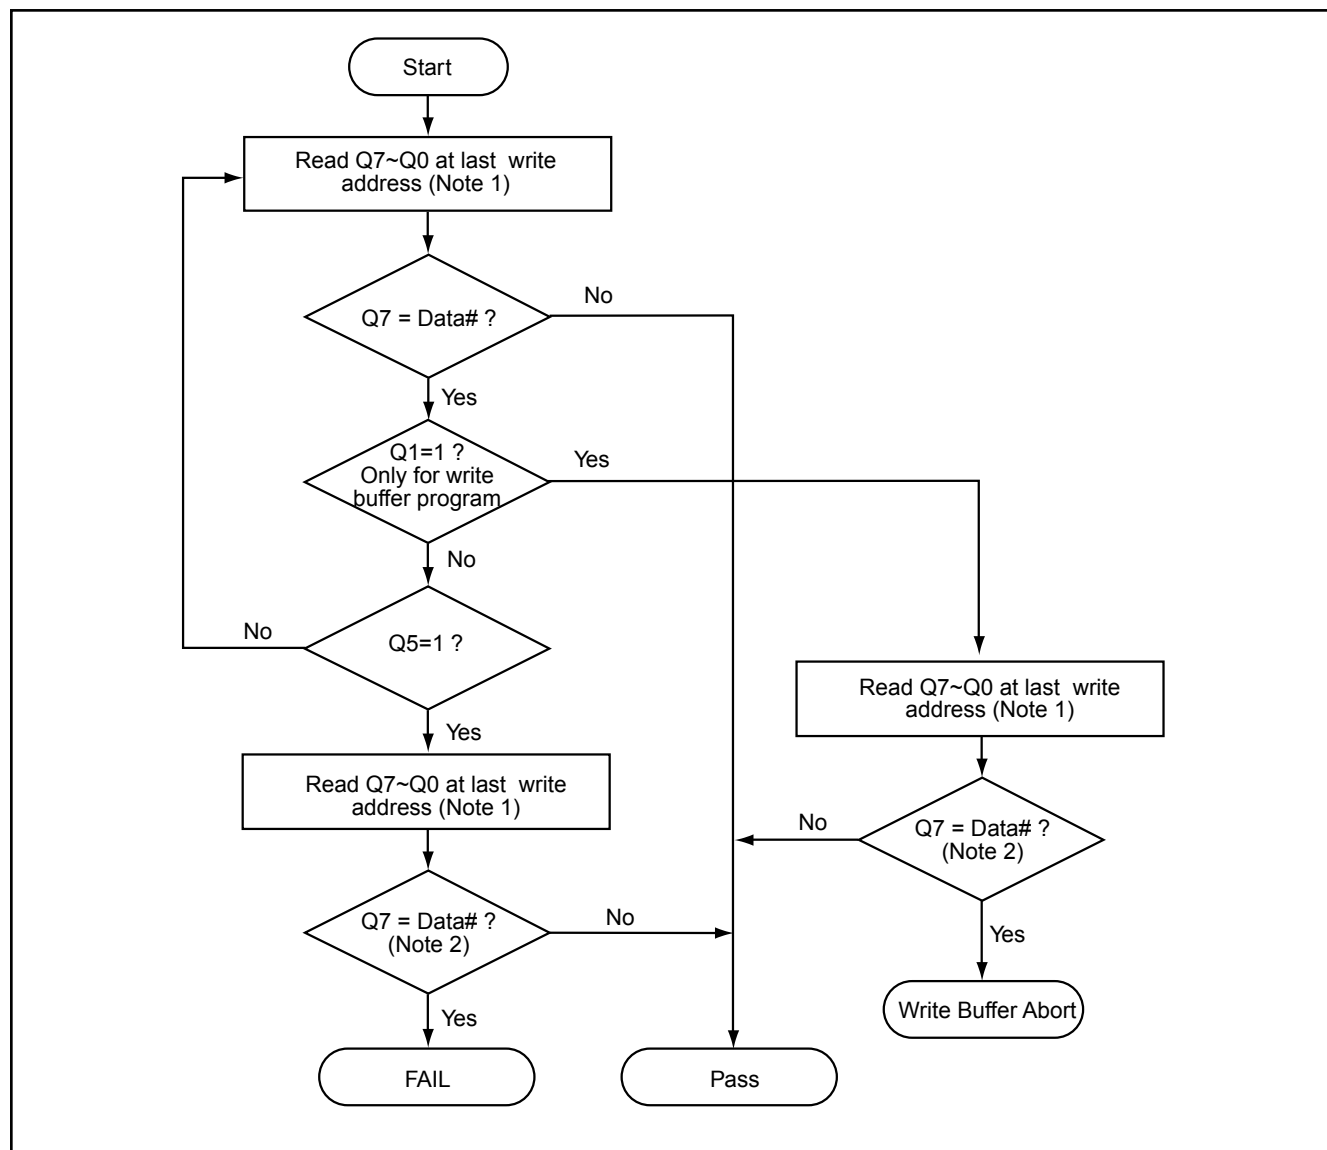 Start
Read Q7~Q0 at last write
address (Note 1)
Q7 = Data# ?
No
Yes
Q1=1 ?
Only for write
buffer program
Yes
No
Q5=1 ?
No
Yes
Read Q7~Q0 at last write
address (Note 1)
Read Q7~Q0 at last write
address (Note 1)
Q7 = Data# ?
(Note 2)
No
Yes
Q7 = Data# ?
(Note 2)
No
Yes
Write Buffer Abort
FAIL
Pass